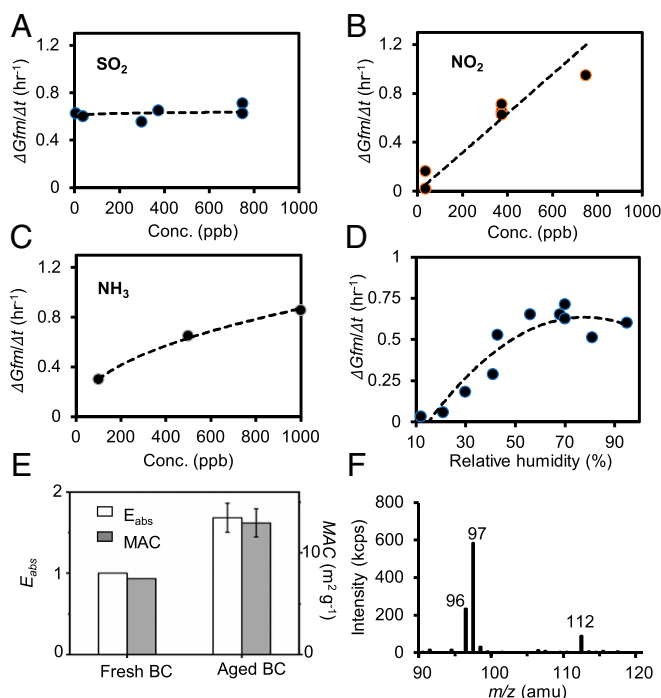 A
1.2
0.8
0.4
0
ΔGfm/Δt (hr⁻¹)
SO₂
0 200 400 600 800 1000
Conc. (ppb)
B
1.2
0.8
0.4
0
ΔGfm/Δt (hr⁻¹)
NO₂
0 200 400 600 800 1000
Conc. (ppb)
C
1.2
0.8
0.4
0
ΔGfm/Δt (hr⁻¹)
NH₃
0 200 400 600 800 1000
Conc. (ppb)
D
1
0.75
0.5
0.25
0
ΔGfm/Δt (hr⁻¹)
10 30 50 70 90
Relative humidity (%)
E
2
1
0
E_abs
E_abs
MAC
10
0
MAC (m² g⁻¹)
Fresh BC Aged BC
F
800
600
400
200
0
Intensity (kcps)
97
96
112
90 100 110 120
m/z (amu)